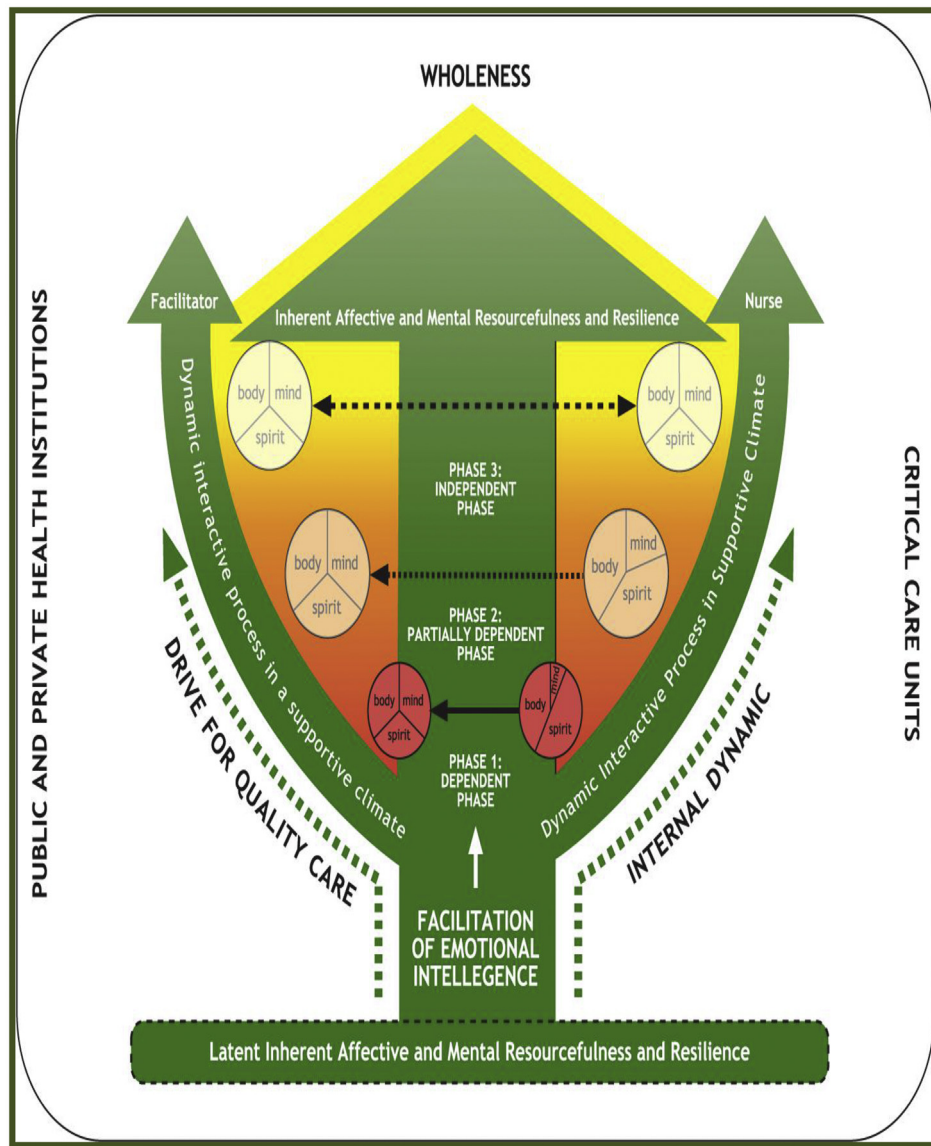 WHOLENESS
Facilitator
Nurse
Inherent Affective and Mental Resourcefulness and Resilience
PUBLIC AND PRIVATE HEALTH INSTITUTIONS
CRITICAL CARE UNITS
Dynamic interactive process in a supportive climate
Dynamic Interactive Process in Supportive Climate
body
mind
spirit
body
mind
spirit
PHASE 3:
INDEPENDENT
PHASE
body
mind
spirit
mind
body
spirit
PHASE 2:
PARTIALLY DEPENDENT
PHASE
body
mind
spirit
mind
body
spirit
PHASE 1:
DEPENDENT
PHASE
DRIVE FOR QUALITY CARE
INTERNAL DYNAMIC
FACILITATION
OF EMOTIONAL
INTELLEGENCE
Latent Inherent Affective and Mental Resourcefulness and Resilience